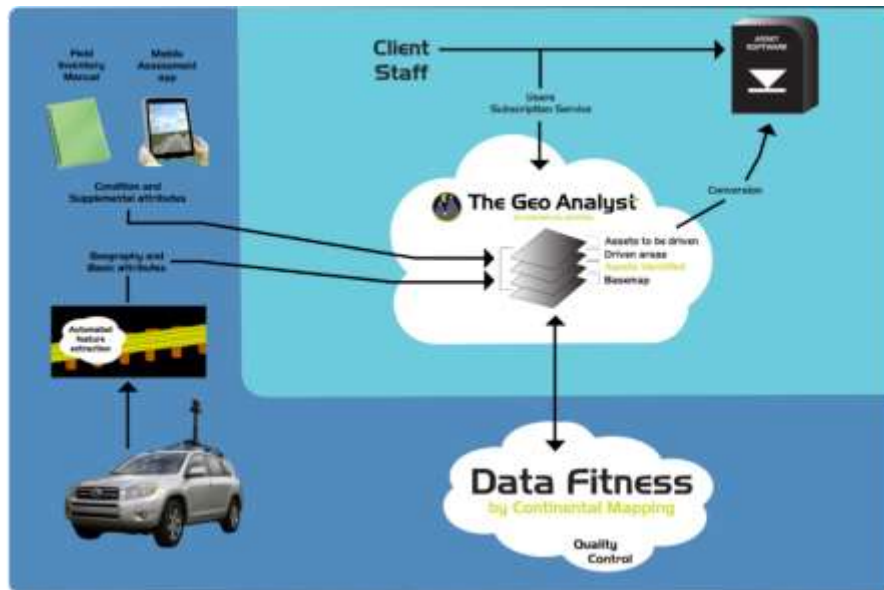 Field
Inventory
Manual
Mobile
Assessment
app
Client
Staff
ASSET
SOFTWARE
Users
Subscription Service
Condition and
Supplemental attributes
The Geo Analyst
Conversion
Assets to be driven
Driven areas
Assets identified
Basemap
Geography and
Basic attributes
Automated
feature
extraction
Data Fitness
by Continental Mapping
Quality
Control